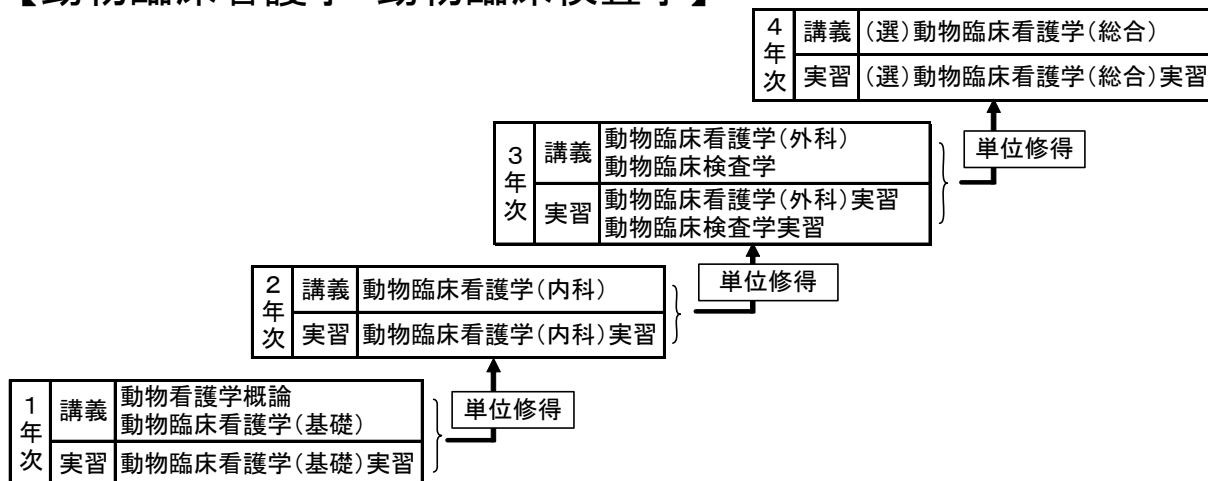 ４年次
講義 （選）動物臨床看護学（総合）
実習 （選）動物臨床看護学（総合）実習
単位修得
３年次
講義 動物臨床看護学（外科）
動物臨床検査学
実習 動物臨床看護学（外科）実習
動物臨床検査学実習
単位修得
２年次
講義 動物臨床看護学（内科）
実習 動物臨床看護学（内科）実習
単位修得
１年次
講義 動物看護学概論
動物臨床看護学（基礎）
実習 動物臨床看護学（基礎）実習